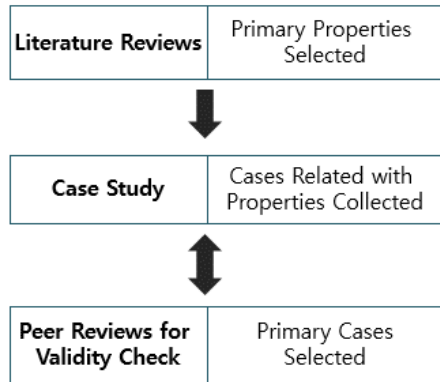 Literature Reviews
Primary Properties
Selected
Case Study
Cases Related with
Properties Collected
Peer Reviews for
Validity Check
Primary Cases
Selected